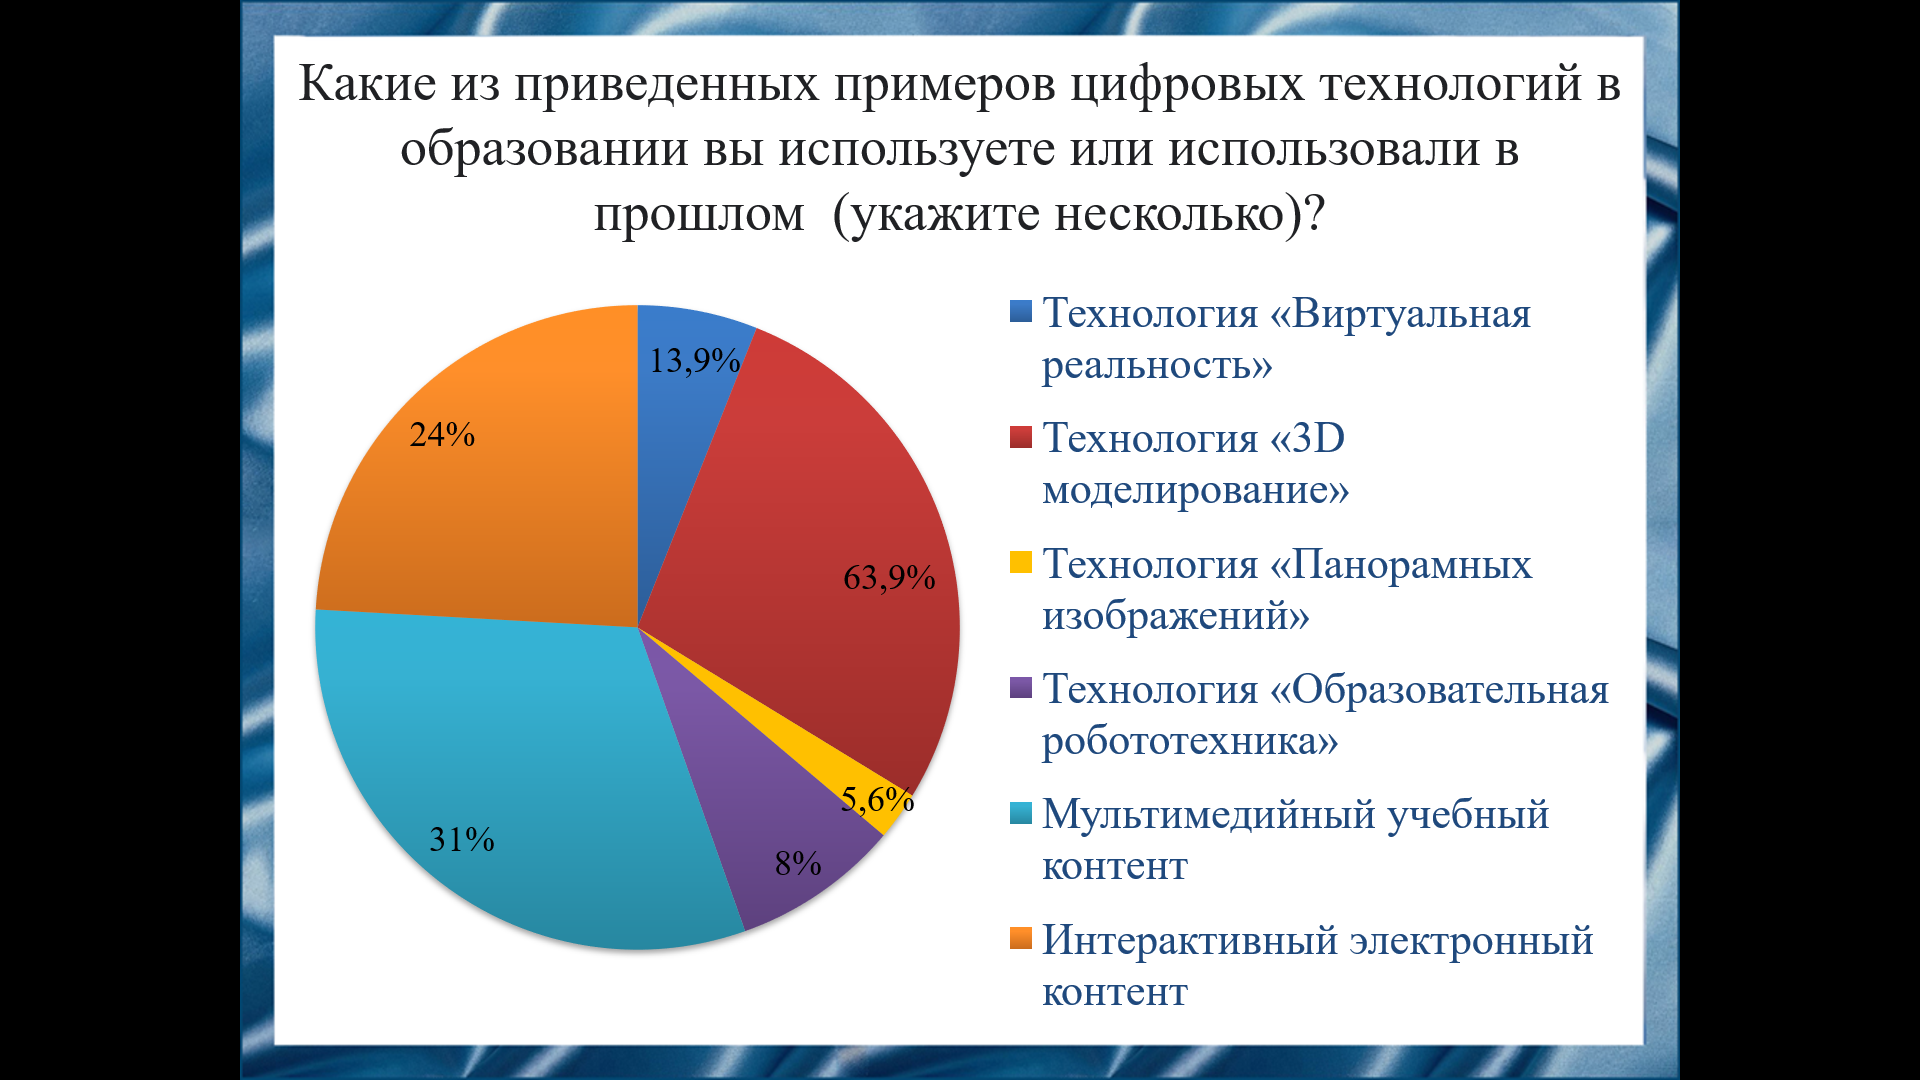 Какие из приведенных примеров цифровых технологий в
образовании вы используете или использовали в
прошлом  (укажите несколько)?
13,9%
63,9%
5,6%
8%
31%
24%
Технология «Виртуальная
реальность»
Технология «3D
моделирование»
Технология «Панорамных
изображений»
Технология «Образовательная
робототехника»
Мультимедийный учебный
контент
Интерактивный электронный
контент